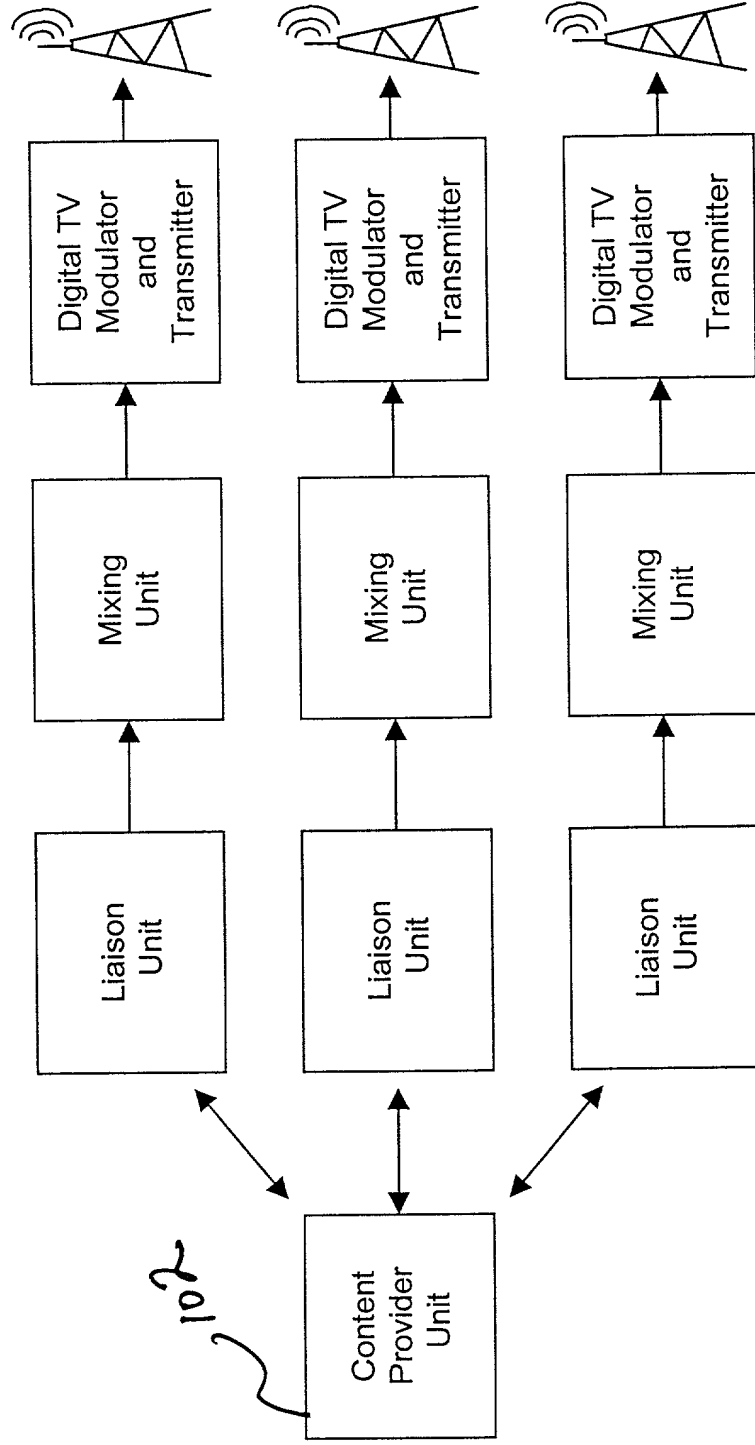 102
Content
Provider
Unit
Liaison
Unit
Mixing
Unit
Digital TV
Modulator
and
Transmitter
Liaison
Unit
Mixing
Unit
Digital TV
Modulator
and
Transmitter
Liaison
Unit
Mixing
Unit
Digital TV
Modulator
and
Transmitter